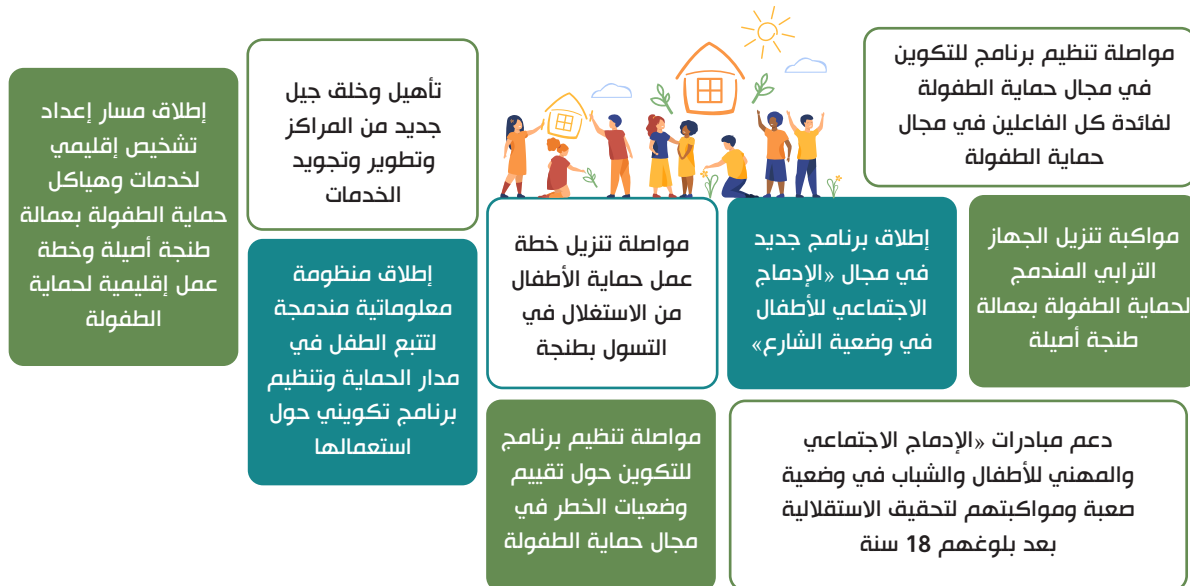 مواصلة تنظيم برنامج للتكوين
في مجال حماية الطفولة
لفائدة كل الفاعلين في مجال
حماية الطفولة
تأهيل وخلق جيل
جديد من المراكز
وتطوير وتجويد
الخدمات
إطلاق مسار إعداد
تشخيص إقليمي
لخدمات وهياكل
حماية الطفولة بعمالة
طنجة أصيلة وخطة
عمل إقليمية لحماية
الطفولة
مواكبة تنزيل الجهاز
الترابي المندمج
لحماية الطفولة بعمالة
طنجة أصيلة
إطلاق برنامج جديد
في مجال «الإدماج
الاجتماعي للأطفال
في وضعية الشارع»
مواصلة تنزيل خطة
عمل حماية الأطفال
من الاستغلال في
التسول بطنجة
إطلاق منظومة
معلوماتية مندمجة
لتتبع الطفل في
مدار الحماية وتنظيم
برنامج تكويني حول
استعمالها
دعم مبادرات «الإدماج الاجتماعي
والمهني للأطفال والشباب في وضعية
صعبة ومواكبتهم لتحقيق الاستقلالية
بعد بلوغهم 18 سنة
مواصلة تنظيم برنامج
للتكوين حول تقييم
وضعيات الخطر في
مجال حماية الطفولة